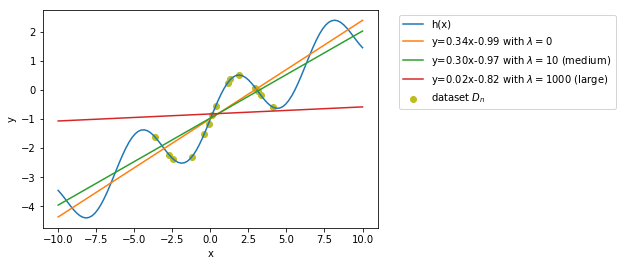 2
1
0
−1
−2
−3
−4
y
−10.0
−7.5
−5.0
−2.5
0.0
2.5
5.0
7.5
10.0
x
h(x)
y=0.34x-0.99 with λ = 0
y=0.30x-0.97 with λ = 10 (medium)
y=0.02x-0.82 with λ = 1000 (large)
dataset Dₙ